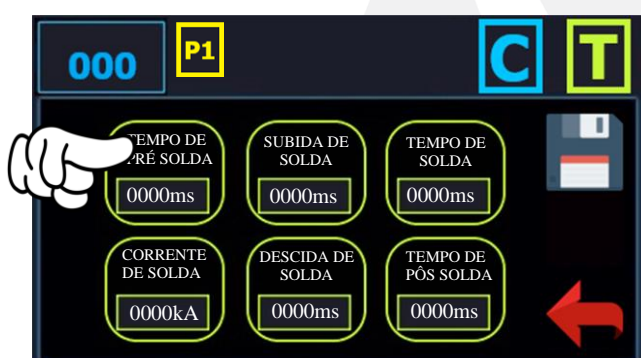 000
P1
C
T
TEMPO DE
PRÉ SOLDA
0000ms
SUBIDA DE
SOLDA
0000ms
TEMPO DE
SOLDA
0000ms
CORRENTE
DE SOLDA
0000kA
DESCIDA DE
SOLDA
0000ms
TEMPO DE
PÔS SOLDA
0000ms